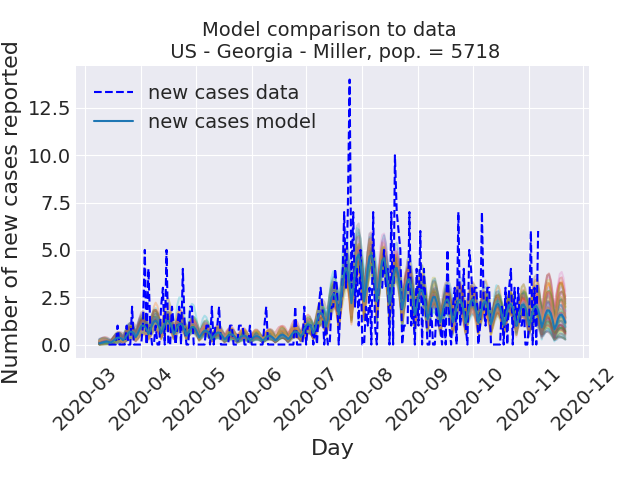 Model comparison to data
US - Georgia - Miller, pop. = 5718
Number of new cases reported
12.5
10.0
7.5
5.0
2.5
0.0
new cases data
new cases model
2020-03
2020-04
2020-05
2020-06
2020-07
2020-08
2020-09
2020-10
2020-11
2020-12
Day